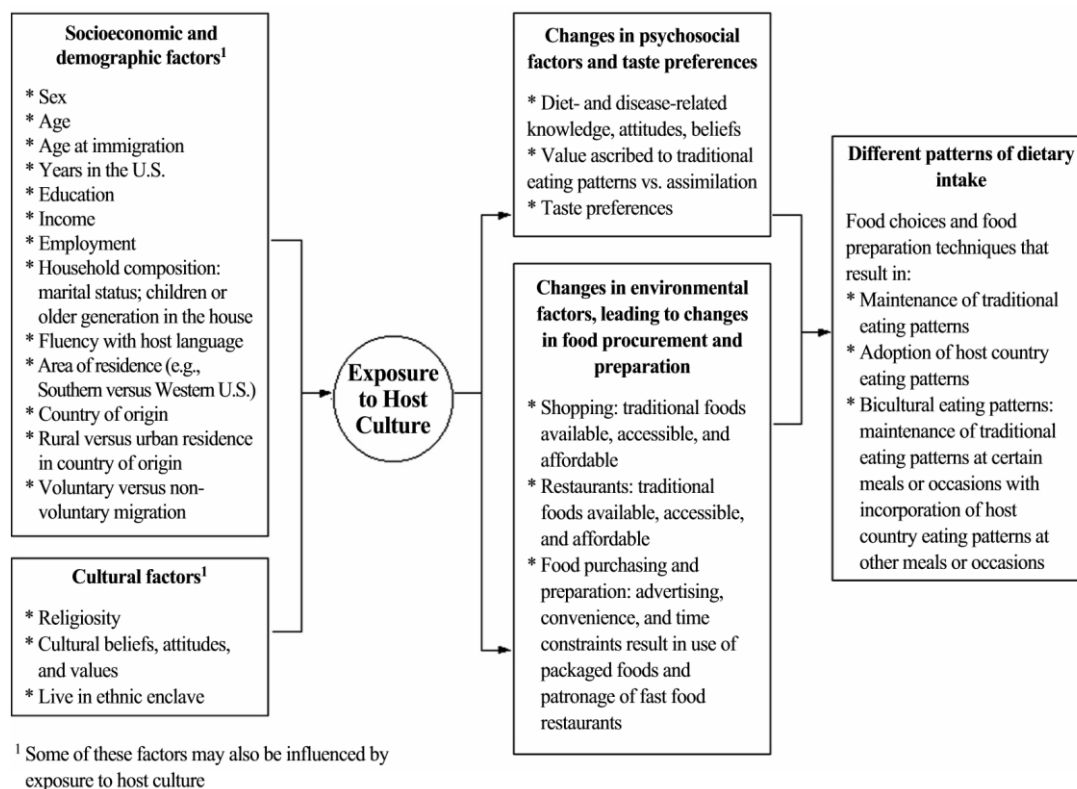 Socioeconomic and
demographic factors1
* Sex
* Age
* Age at immigration
* Years in the U.S.
* Education
* Income
* Employment
* Household composition:
marital status; children or
older generation in the house
* Fluency with host language
* Area of residence (e.g.,
Southern versus Western U.S.)
* Country of origin
* Rural versus urban residence
in country of origin
* Voluntary versus non-
voluntary migration
Cultural factors1
* Religiosity
* Cultural beliefs, attitudes,
and values
* Live in ethnic enclave
1 Some of these factors may also be influenced by
exposure to host culture
Exposure
to Host
Culture
Changes in psychosocial
factors and taste preferences
* Diet- and disease-related
knowledge, attitudes, beliefs
* Value ascribed to traditional
eating patterns vs. assimilation
* Taste preferences
Changes in environmental
factors, leading to changes
in food procurement and
preparation
* Shopping: traditional foods
available, accessible, and
affordable
* Restaurants: traditional
foods available, accessible,
and affordable
* Food purchasing and
preparation: advertising,
convenience, and time
constraints result in use of
packaged foods and
patronage of fast food
restaurants
Different patterns of dietary
intake
Food choices and food
preparation techniques that
result in:
* Maintenance of traditional
eating patterns
* Adoption of host country
eating patterns
* Bicultural eating patterns:
maintenance of traditional
eating patterns at certain
meals or occasions with
incorporation of host
country eating patterns at
other meals or occasions